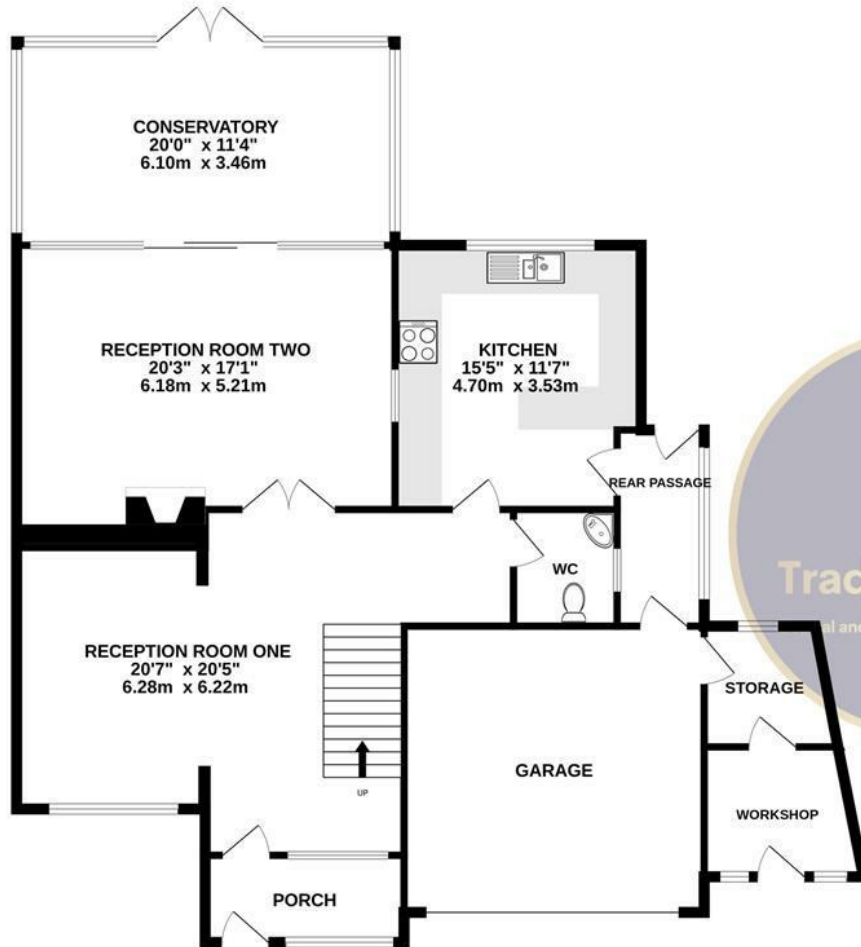 CONSERVATORY
20'0" x 11'4"
6.10m x 3.46m
RECEPTION ROOM TWO
20'3" x 17'1"
6.18m x 5.21m
KITCHEN
15'5" x 11'7"
4.70m x 3.53m
REAR PASSAGE
WC
Trac
al and
RECEPTION ROOM ONE
20'7" x 20'5"
6.28m x 6.22m
STORAGE
GARAGE
UP
WORKSHOP
PORCH